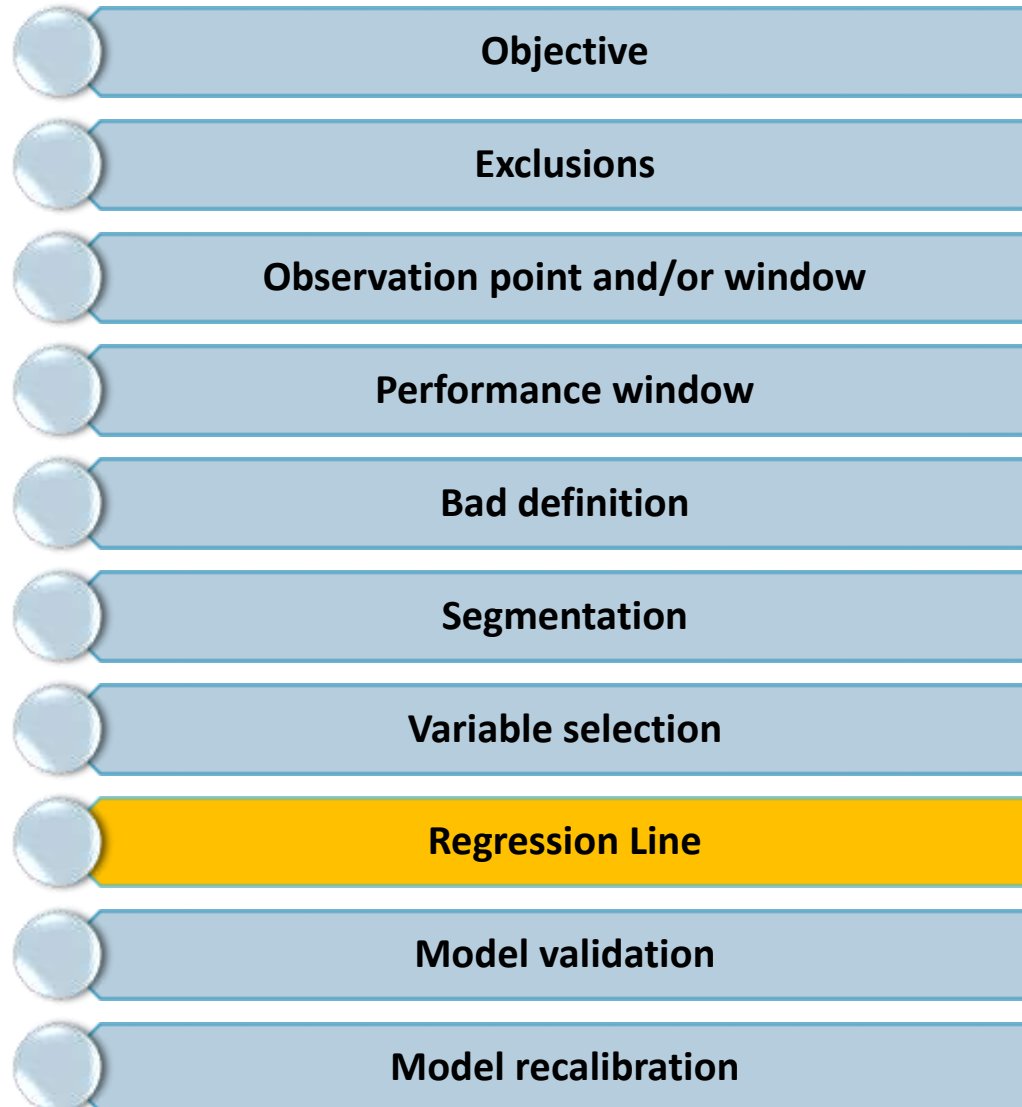 Objective
Exclusions
Observation point and/or window
Performance window
Bad definition
Segmentation
Variable selection
Regression Line
Model validation
Model recalibration